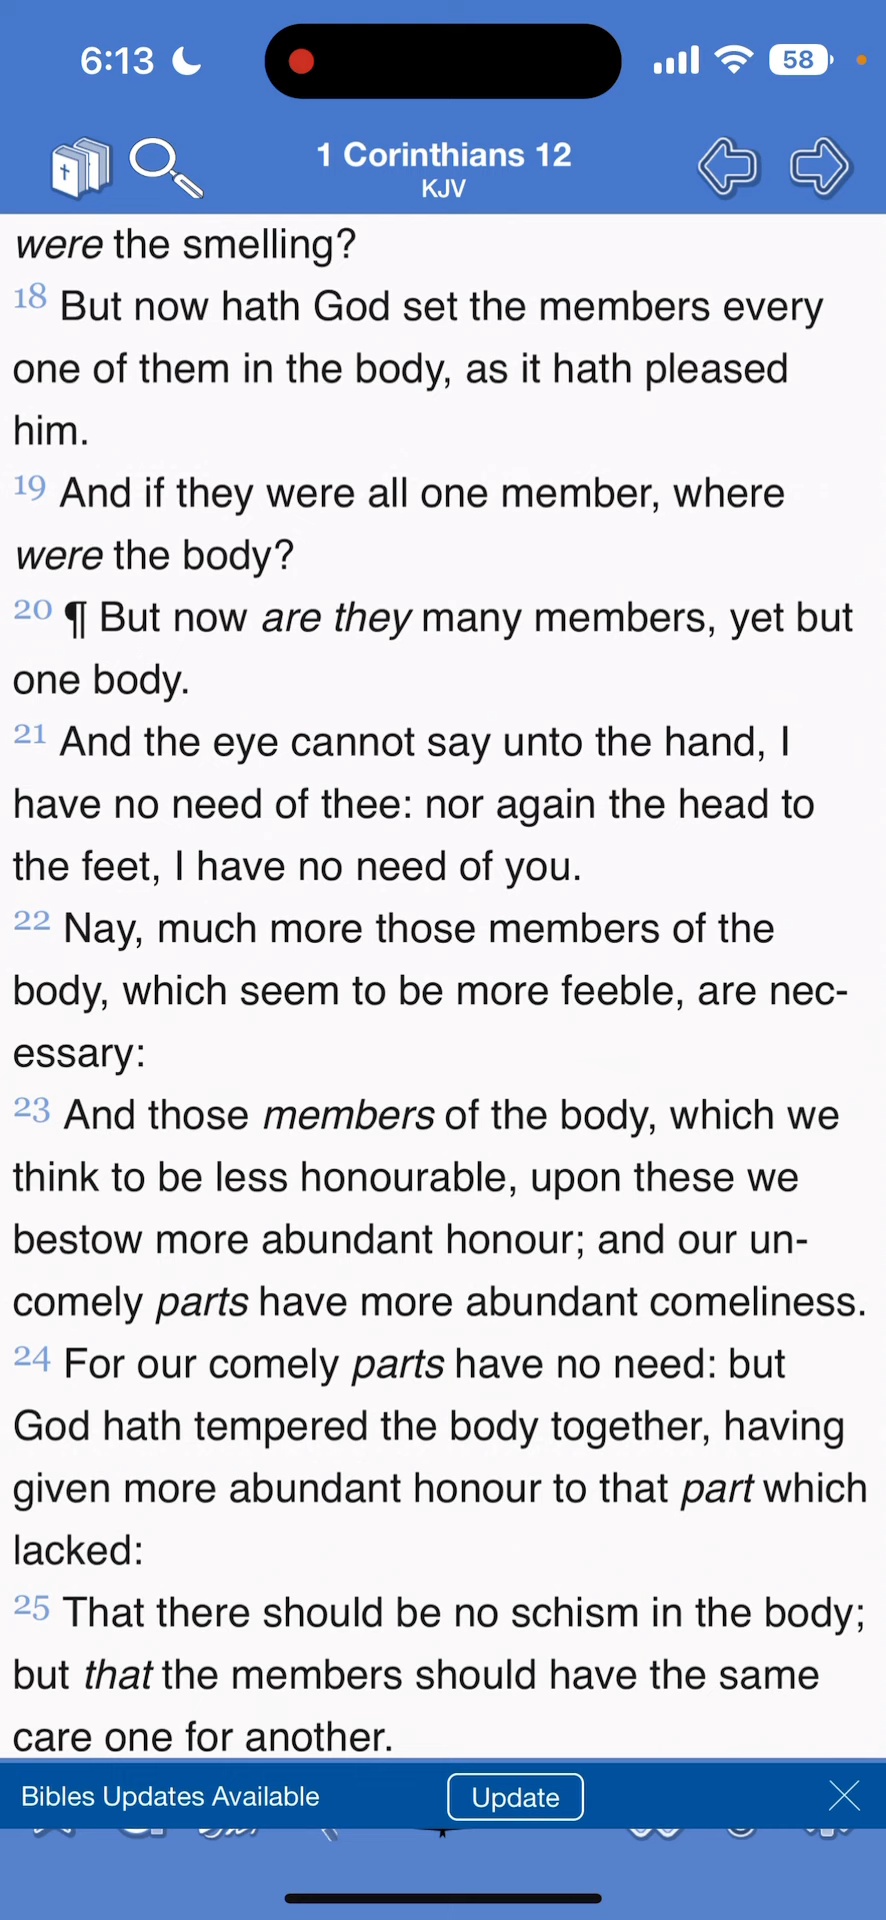 6:13
58
1 Corinthians 12
KJV
were the smelling?
18 But now hath God set the members every
one of them in the body, as it hath pleased
him.
19 And if they were all one member, where
were the body?
20 ¶ But now are they many members, yet but
one body.
21 And the eye cannot say unto the hand, I
have no need of thee: nor again the head to
the feet, I have no need of you.
22 Nay, much more those members of the
body, which seem to be more feeble, are nec-
essary:
23 And those members of the body, which we
think to be less honourable, upon these we
bestow more abundant honour; and our un-
comely parts have more abundant comeliness.
24 For our comely parts have no need: but
God hath tempered the body together, having
given more abundant honour to that part which
lacked:
25 That there should be no schism in the body;
but that the members should have the same
care one for another.
Bibles Updates Available
Update